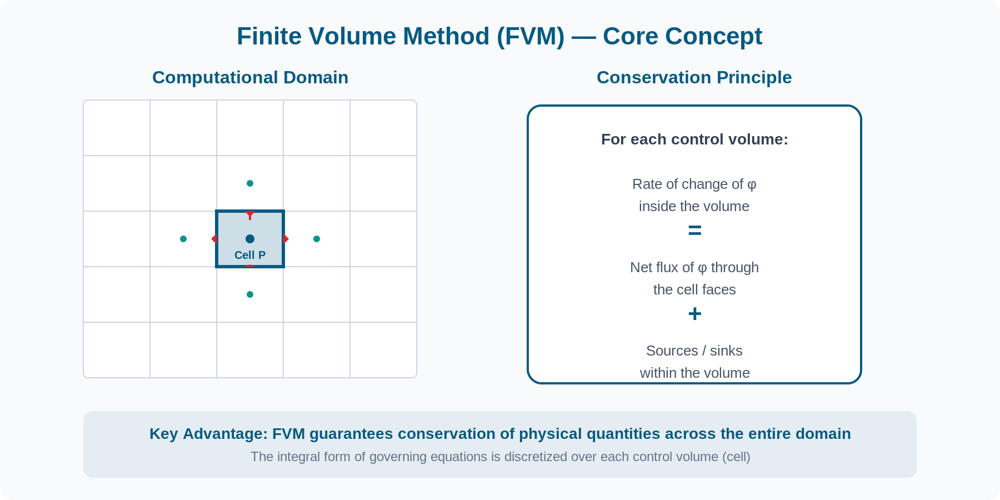 Finite Volume Method (FVM) — Core Concept
Computational Domain
Cell P
Conservation Principle
For each control volume:
Rate of change of φ
inside the volume
=
Net flux of φ through
the cell faces
+
Sources / sinks
within the volume
Key Advantage: FVM guarantees conservation of physical quantities across the entire domain
The integral form of governing equations is discretized over each control volume (cell)